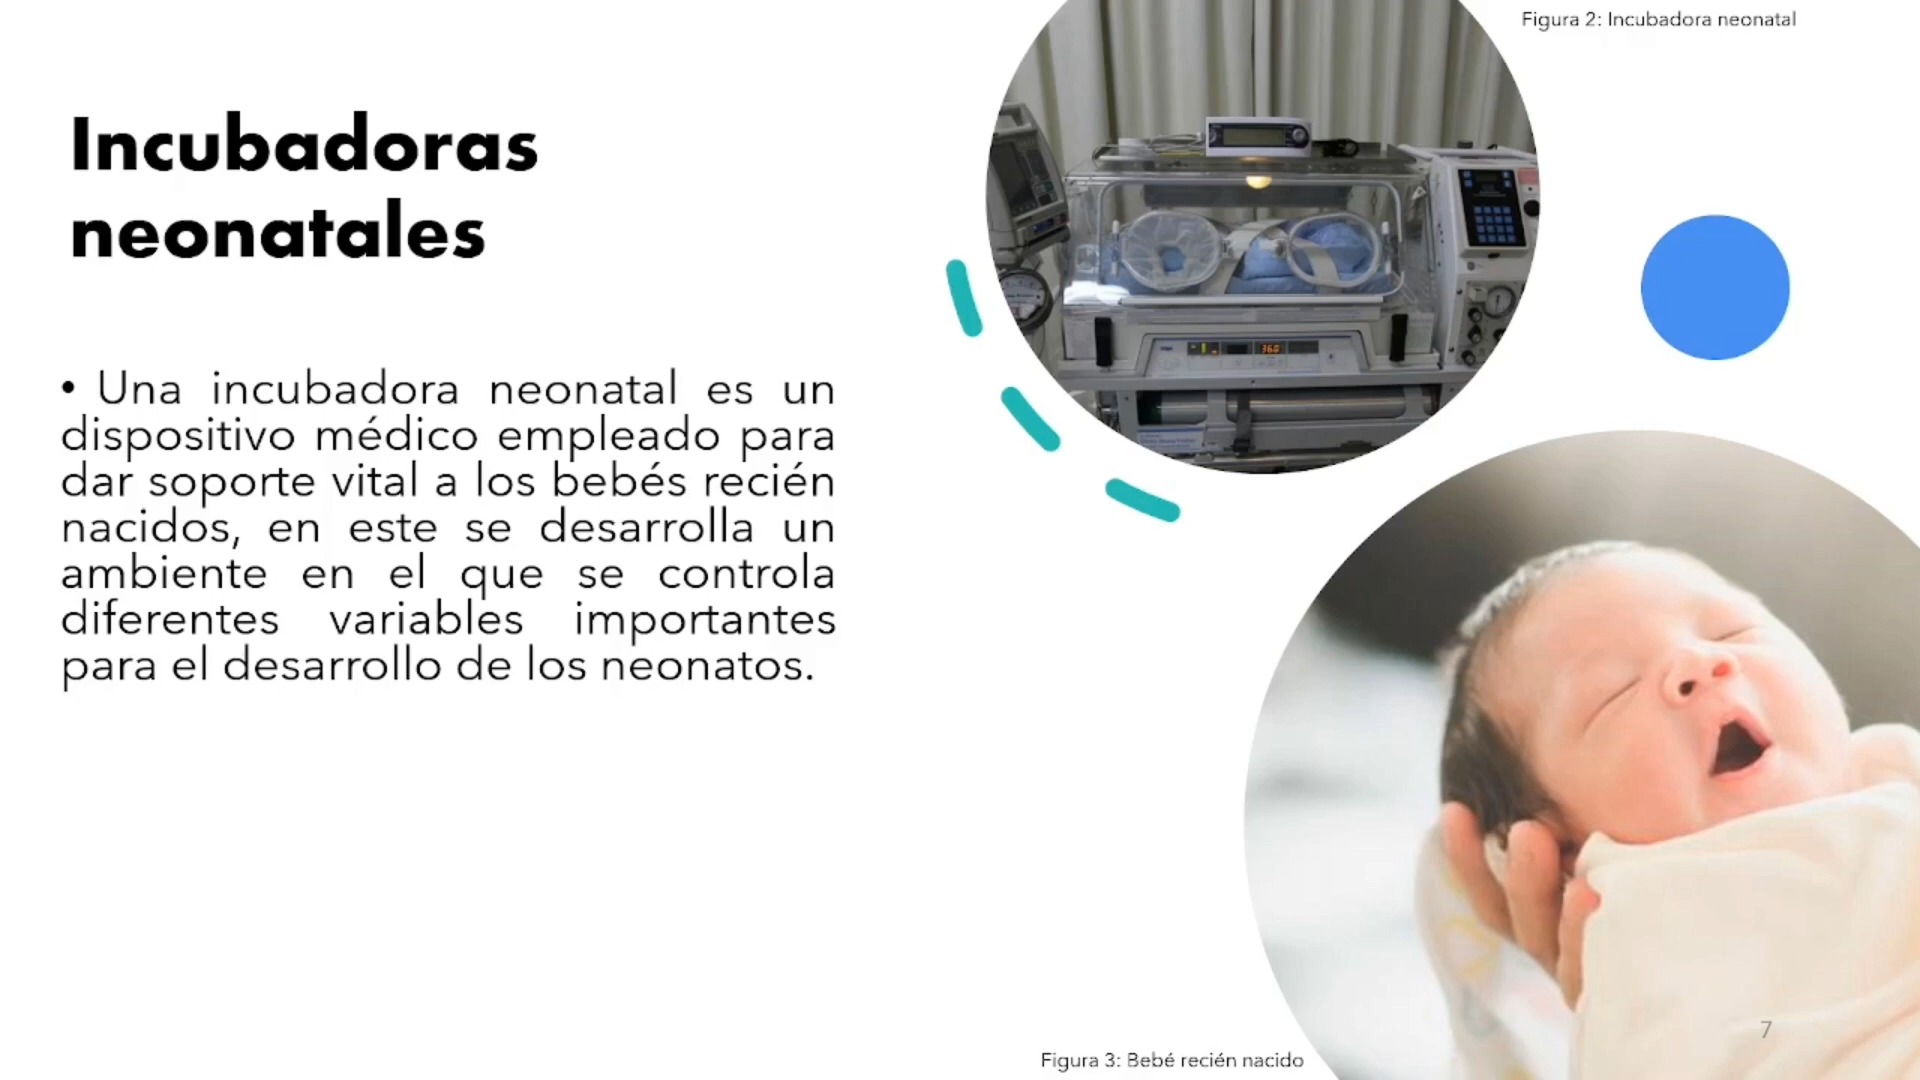 Figura 2: Incubadora neonatal
Incubadoras
neonatales
• Una incubadora neonatal es un
dispositivo médico empleado para
dar soporte vital a los bebés recién
nacidos, en este se desarrolla un
ambiente en el que se controla
diferentes variables importantes
para el desarrollo de los neonatos.
36.0
7
Figura 3: Bebé recién nacido